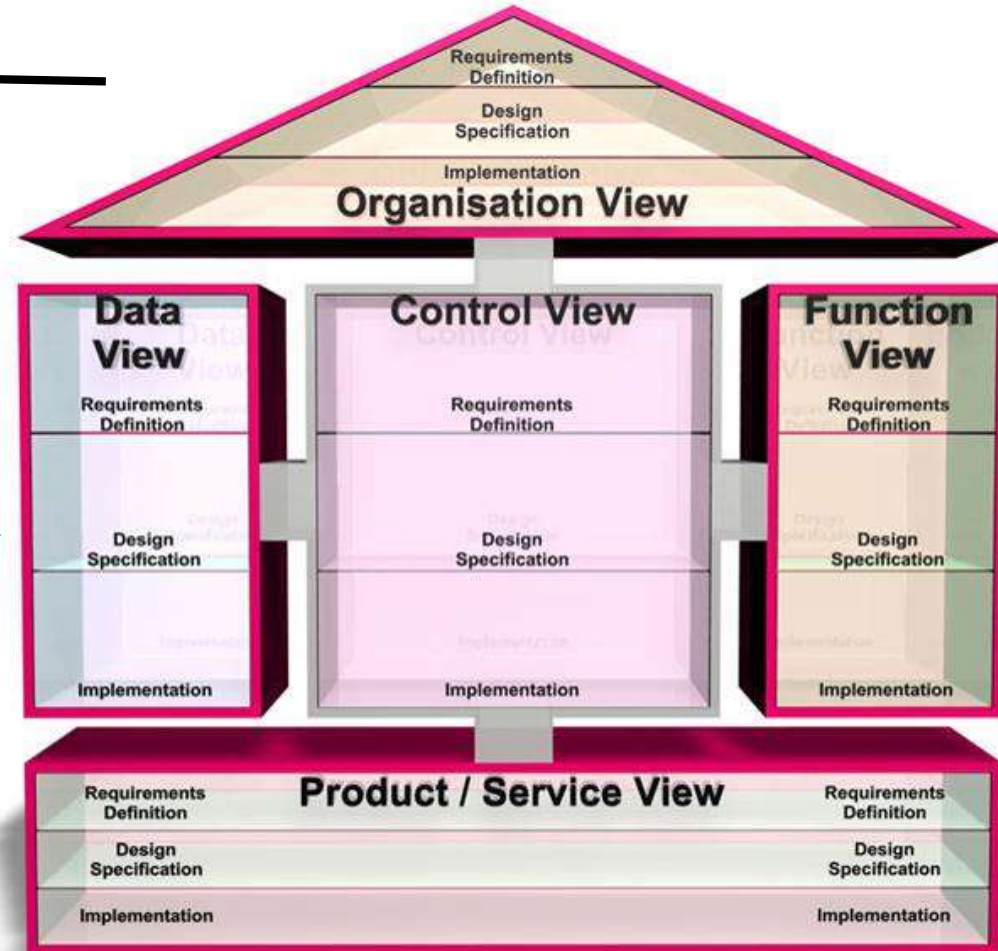 Requirements
Definition
Design
Specification
Implementation
Organisation View
Data
View
Requirements
Definition
Design
Specification
Implementation
Control View
Requirements
Definition
Design
Specification
Implementation
Function
View
Requirements
Definition
Design
Specification
Implementation
Product / Service View
Requirements
Definition
Design
Specification
Implementation
Requirements
Definition
Design
Specification
Implementation